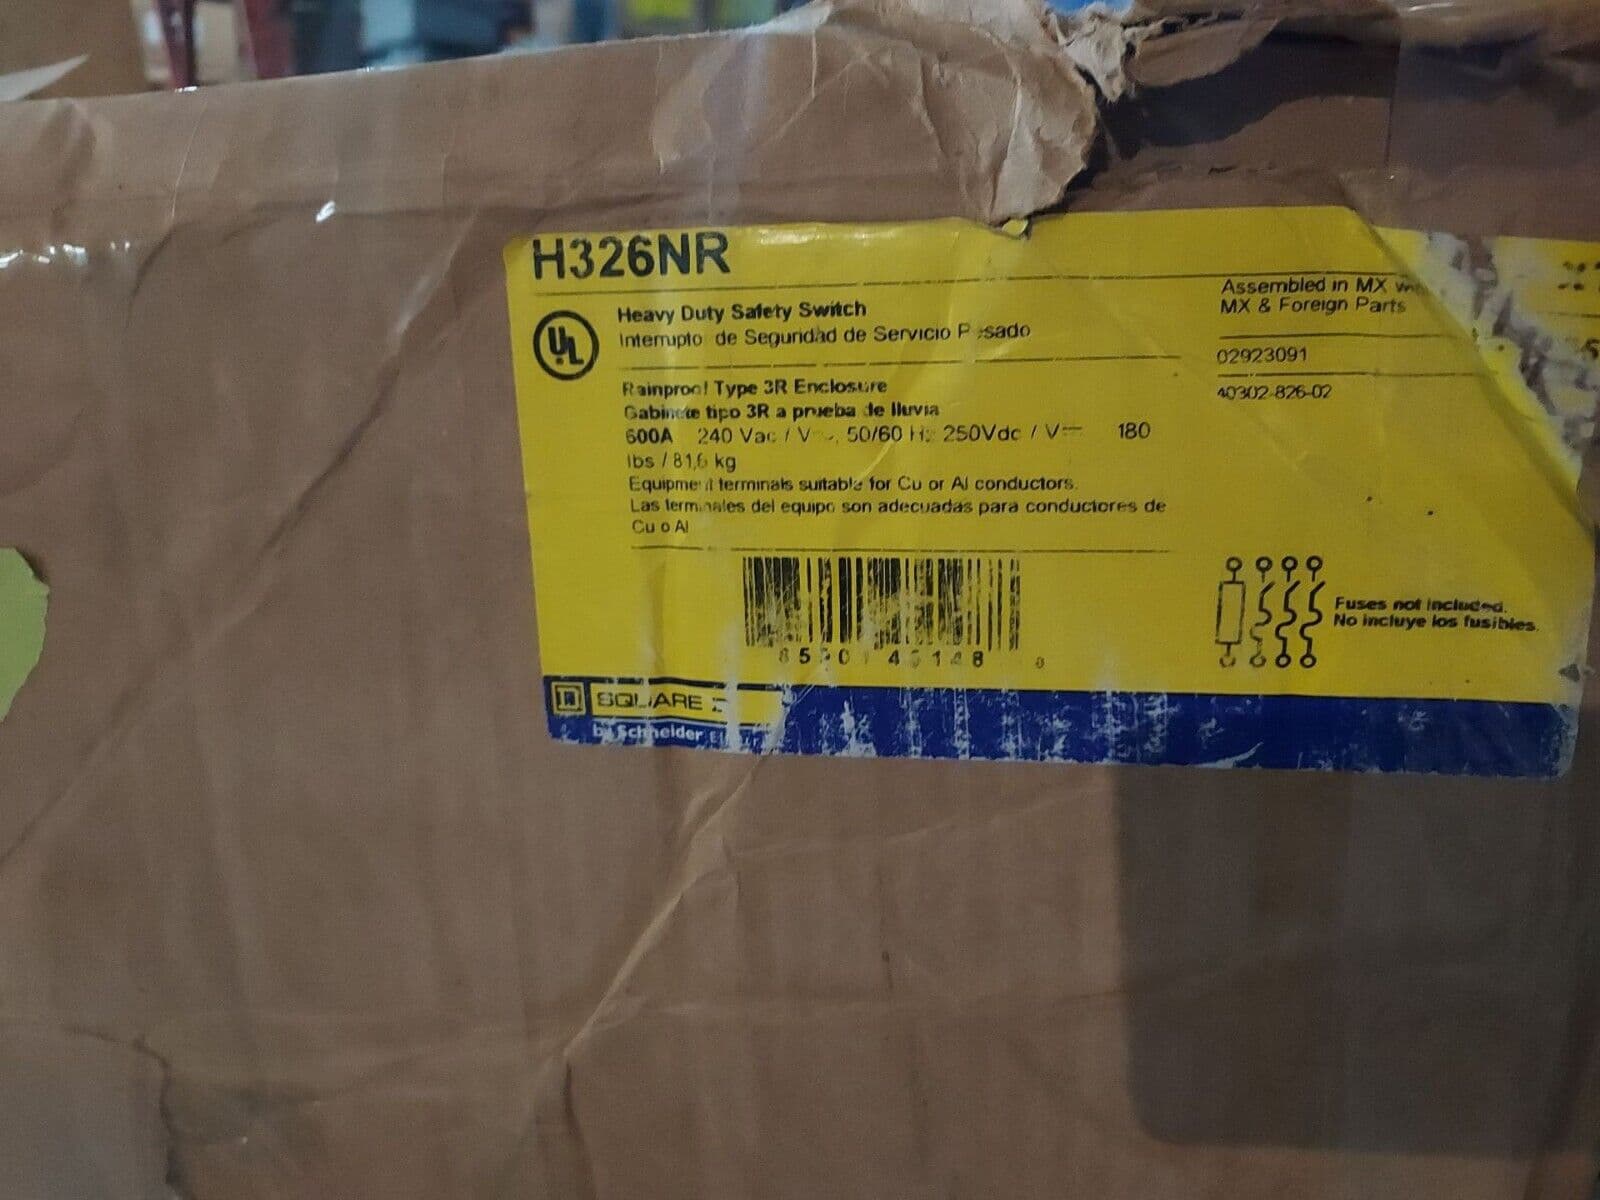 H326NR
Heavy Duty Safety Switch
Interrupto de Seguridad de Servicio Pesado
Rainproof Type 3R Enclosure
Gabinete tipo 3R a prueba de lluvia
600A 240 Vac / V 50/60 Hz 250Vdc / V 180
lbs / 81,6 kg
Equipment terminals suitable for Cu or Al conductors.
Las terminales del equipo son adecuadas para conductores de
Cu o Al
UL
Assembled in MX
MX & Foreign Parts
02923091
40302-826-02
Fuses not included.
No incluye los fusibles.
SQUARE D
by Schneider